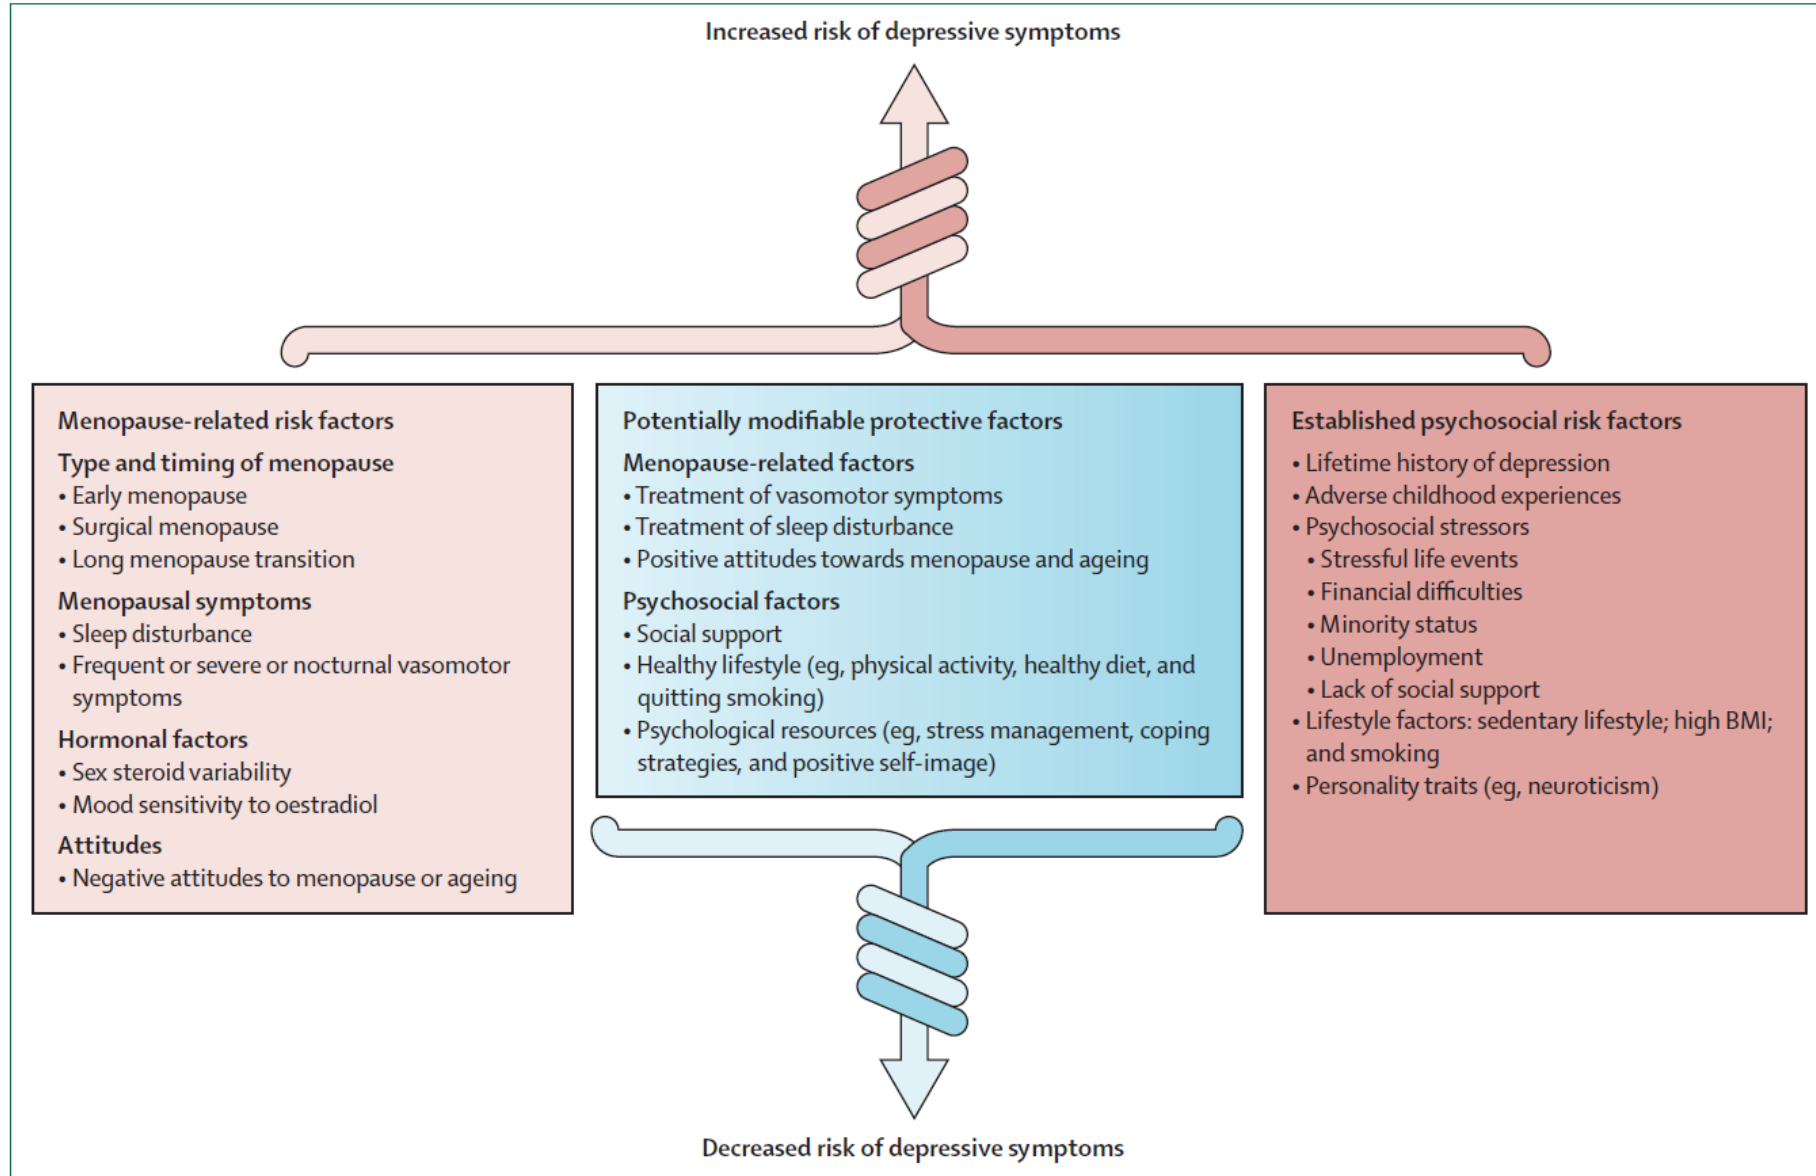 Increased risk of depressive symptoms
Menopause-related risk factors
Type and timing of menopause
• Early menopause
• Surgical menopause
• Long menopause transition
Menopausal symptoms
• Sleep disturbance
• Frequent or severe or nocturnal vasomotor
symptoms
Hormonal factors
• Sex steroid variability
• Mood sensitivity to oestradiol
Attitudes
• Negative attitudes to menopause or ageing
Potentially modifiable protective factors
Menopause-related factors
• Treatment of vasomotor symptoms
• Treatment of sleep disturbance
• Positive attitudes towards menopause and ageing
Psychosocial factors
• Social support
• Healthy lifestyle (eg, physical activity, healthy diet, and
quitting smoking)
• Psychological resources (eg, stress management, coping
strategies, and positive self-image)
Established psychosocial risk factors
• Lifetime history of depression
• Adverse childhood experiences
• Psychosocial stressors
• Stressful life events
• Financial difficulties
• Minority status
• Unemployment
• Lack of social support
• Lifestyle factors: sedentary lifestyle; high BMI;
and smoking
• Personality traits (eg, neuroticism)
Decreased risk of depressive symptoms